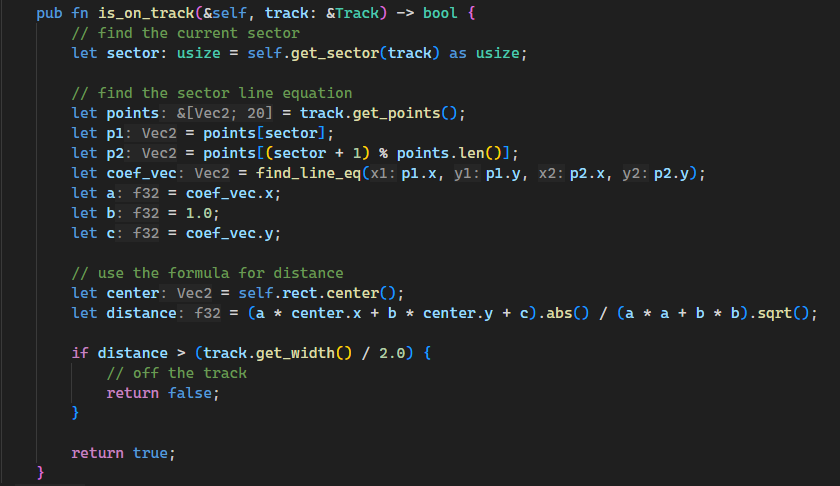 pub fn is_on_track(&self, track: &Track) -> bool {
    // find the current sector
    let sector: usize = self.get_sector(track) as usize;

    // find the sector line equation
    let points: &[Vec2; 20] = track.get_points();
    let p1: Vec2 = points[sector];
    let p2: Vec2 = points[(sector + 1) % points.len()];
    let coef_vec: Vec2 = find_line_eq(x1: p1.x, y1: p1.y, x2: p2.x, y2: p2.y);
    let a: f32 = coef_vec.x;
    let b: f32 = 1.0;
    let c: f32 = coef_vec.y;

    // use the formula for distance
    let center: Vec2 = self.rect.center();
    let distance: f32 = (a * center.x + b * center.y + c).abs() / (a * a + b * b).sqrt();

    if distance > (track.get_width() / 2.0) {
        // off the track
        return false;
    }

    return true;
}